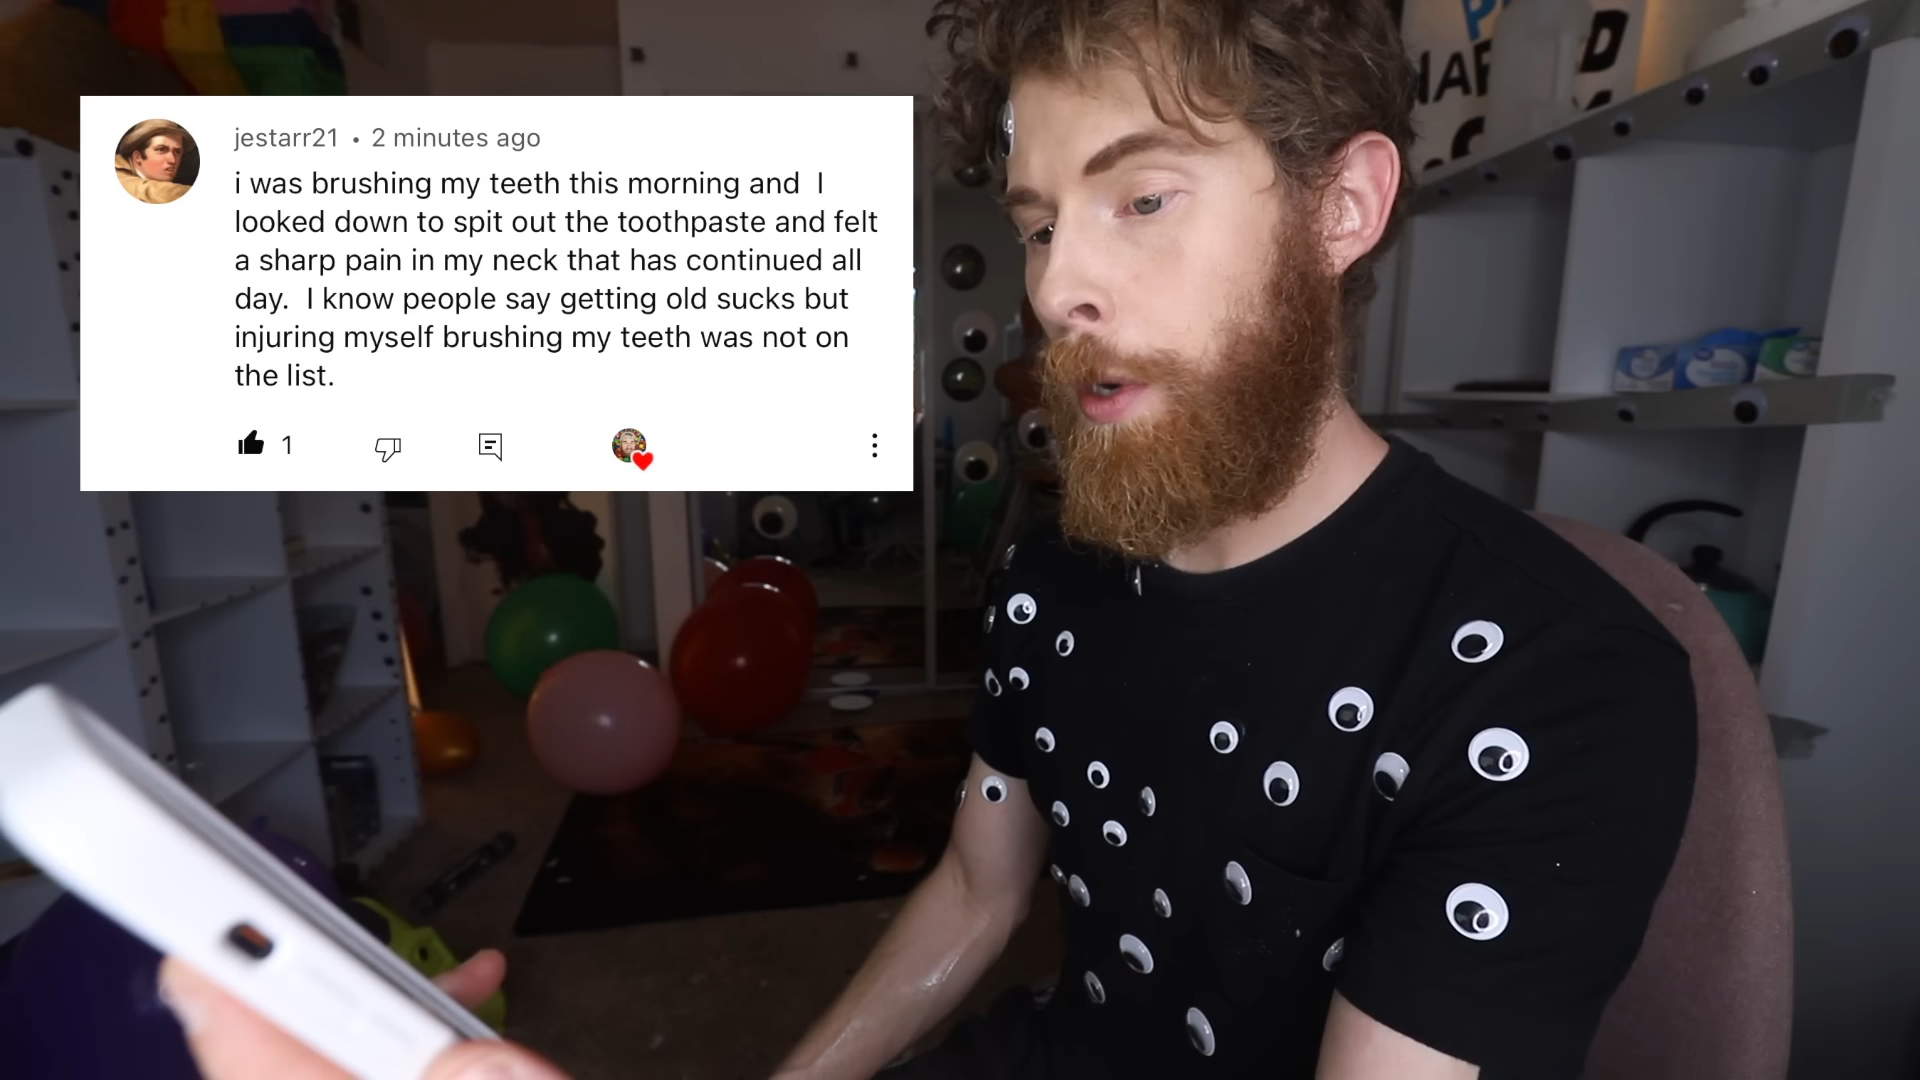 jestarr21 • 2 minutes ago
i was brushing my teeth this morning and I
looked down to spit out the toothpaste and felt
a sharp pain in my neck that has continued all
day. I know people say getting old sucks but
injuring myself brushing my teeth was not on
the list.
1